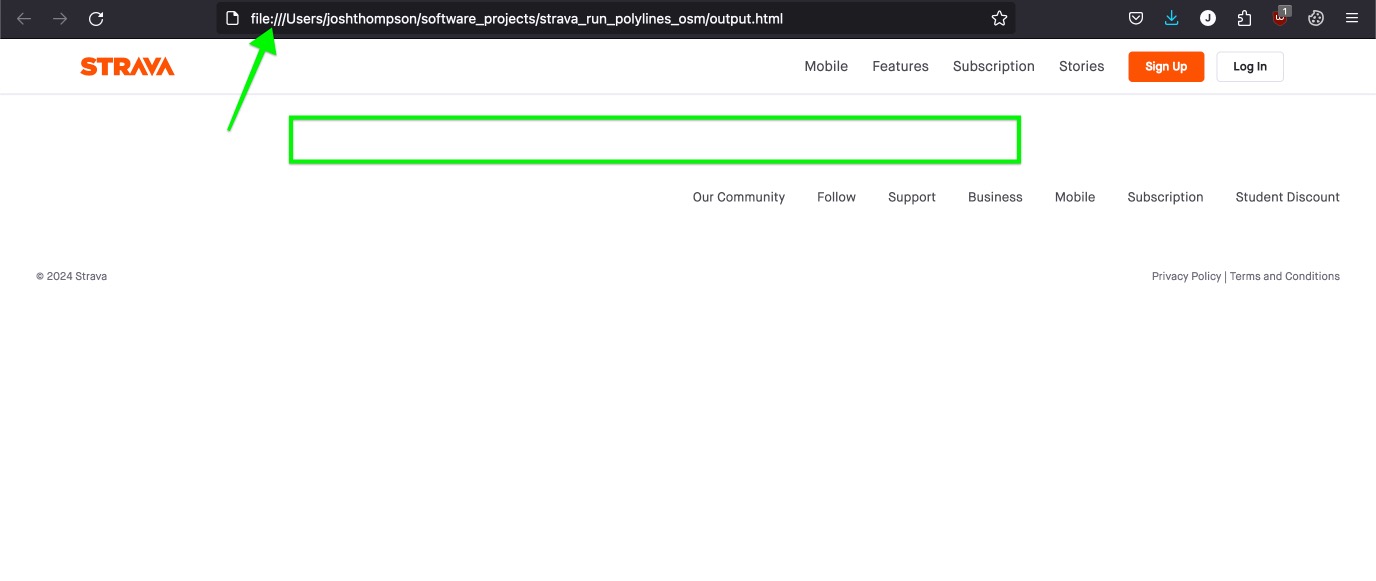 file:///Users/joshthompson/software_projects/strava_run_polylines_osm/output.html
J
1
STRAVA
Mobile Features Subscription Stories Sign Up Log In
Our Community Follow Support Business Mobile Subscription Student Discount
© 2024 Strava
Privacy Policy | Terms and Conditions